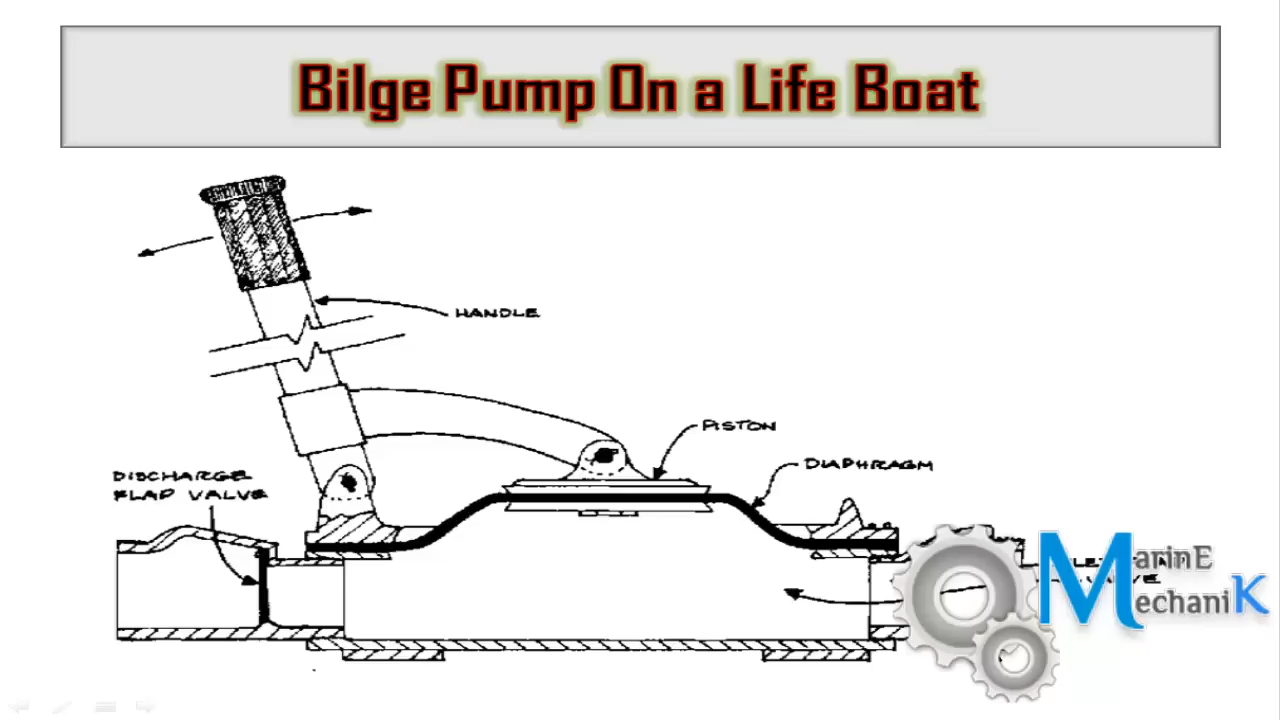 Bilge Pump On a Life Boat
HANDLE
PISTON
DIAPHRAGM
DISCHARGE
FLAP VALVE
MarinE
MechaniK